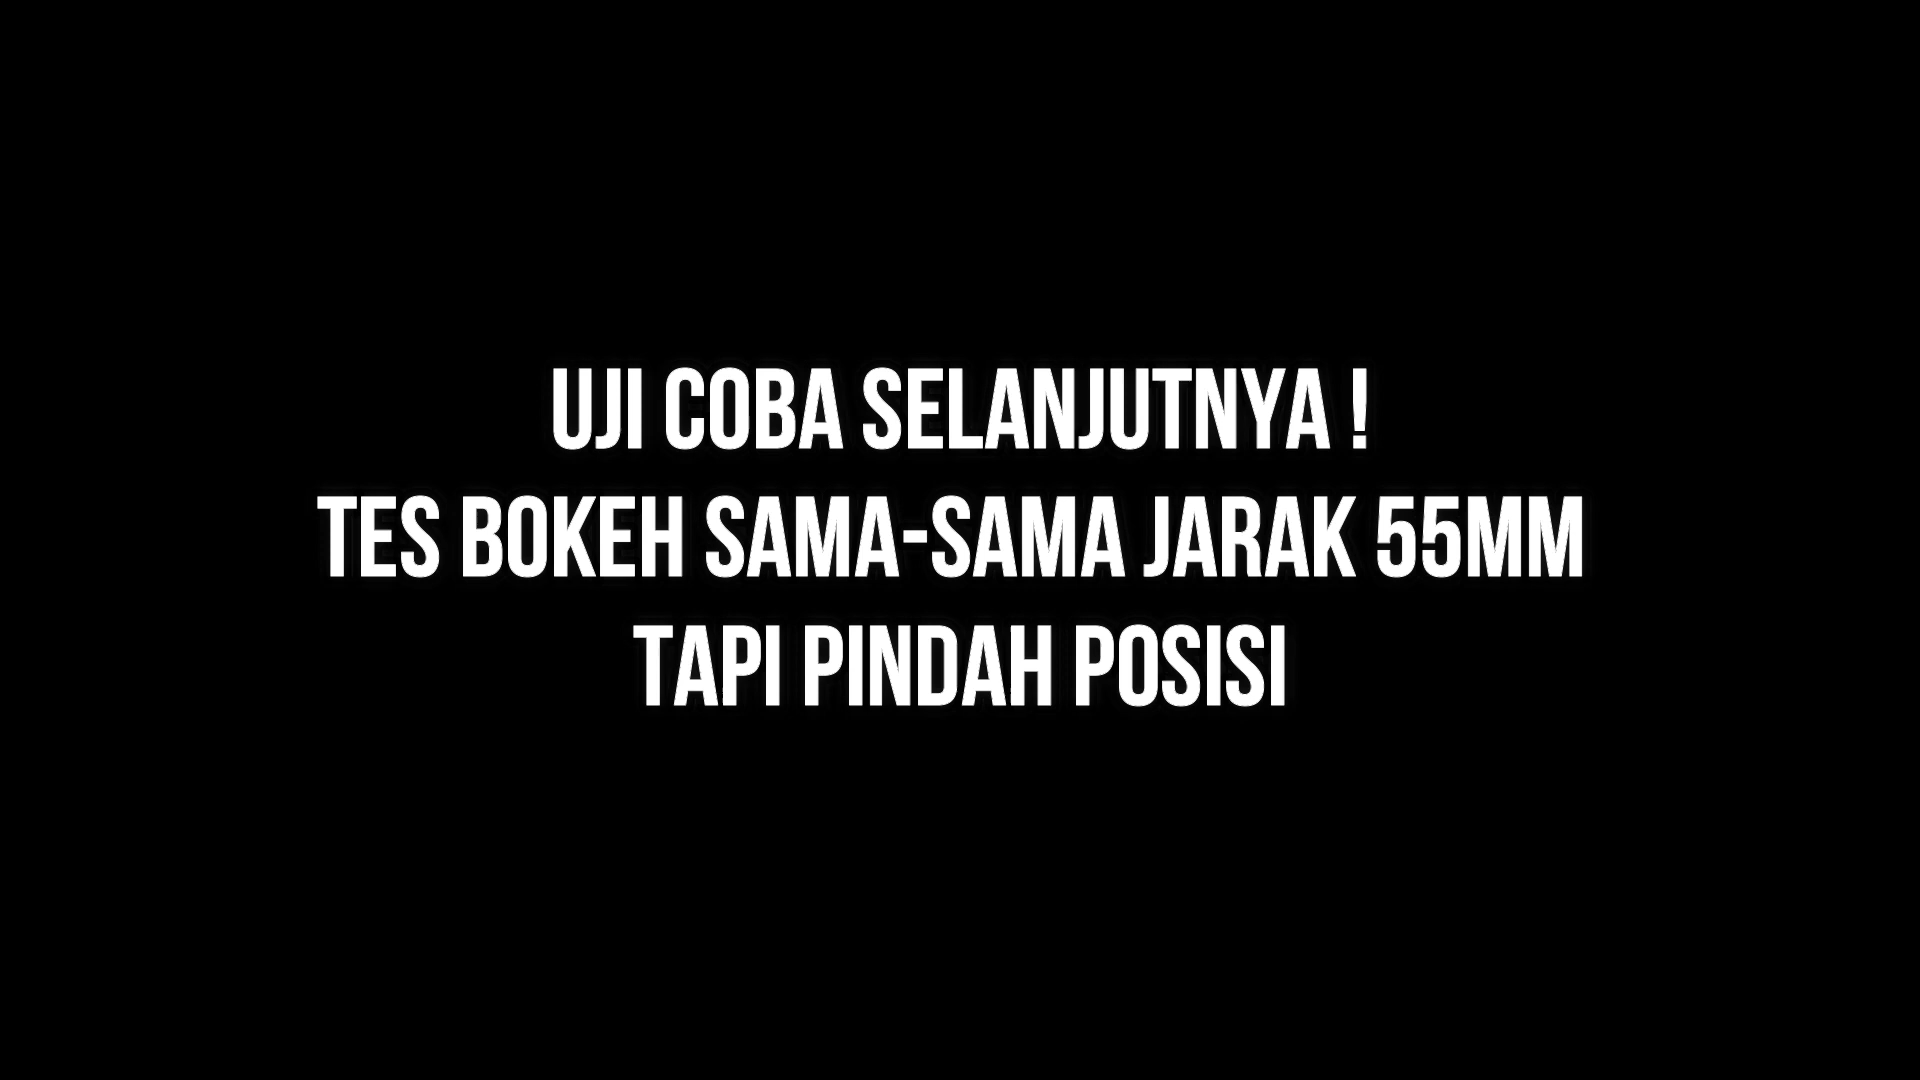 UJI COBA SELANJUTNYA !
TES BOKEH SAMA-SAMA JARAK 55MM
TAPI PINDAH POSISI